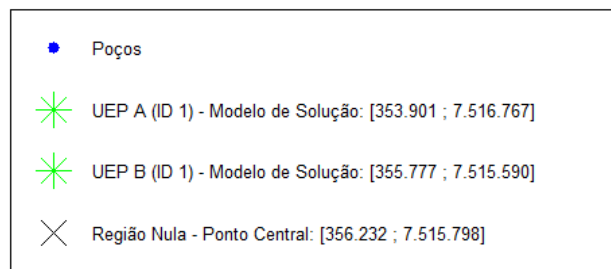 Poços
UEP A (ID 1) - Modelo de Solução: [353.901 ; 7.516.767]
UEP B (ID 1) - Modelo de Solução: [355.777 ; 7.515.590]
Região Nula - Ponto Central: [356.232 ; 7.515.798]